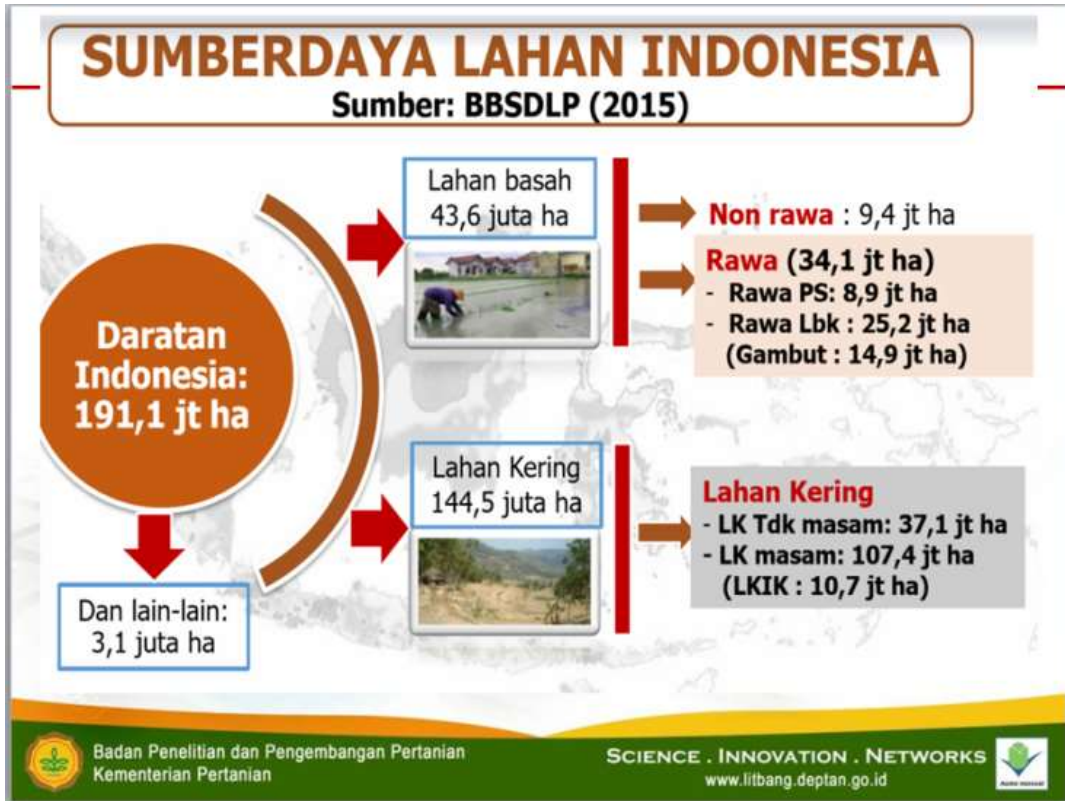 SUMBERDAYA LAHAN INDONESIA
Sumber: BBSDLP (2015)
Daratan
Indonesia:
191,1 jt ha
Dan lain-lain:
3,1 juta ha
Lahan basah
43,6 juta ha
Non rawa : 9,4 jt ha
Rawa (34,1 jt ha)
- Rawa PS: 8,9 jt ha
- Rawa Lbk : 25,2 jt ha
(Gambut : 14,9 jt ha)
Lahan Kering
144,5 juta ha
Lahan Kering
- LK Tdk masam: 37,1 jt ha
- LK masam: 107,4 jt ha
(LKIK : 10,7 jt ha)
Badan Penelitian dan Pengembangan Pertanian
Kementerian Pertanian
SCIENCE . INNOVATION . NETWORKS
www.litbang.deptan.go.id